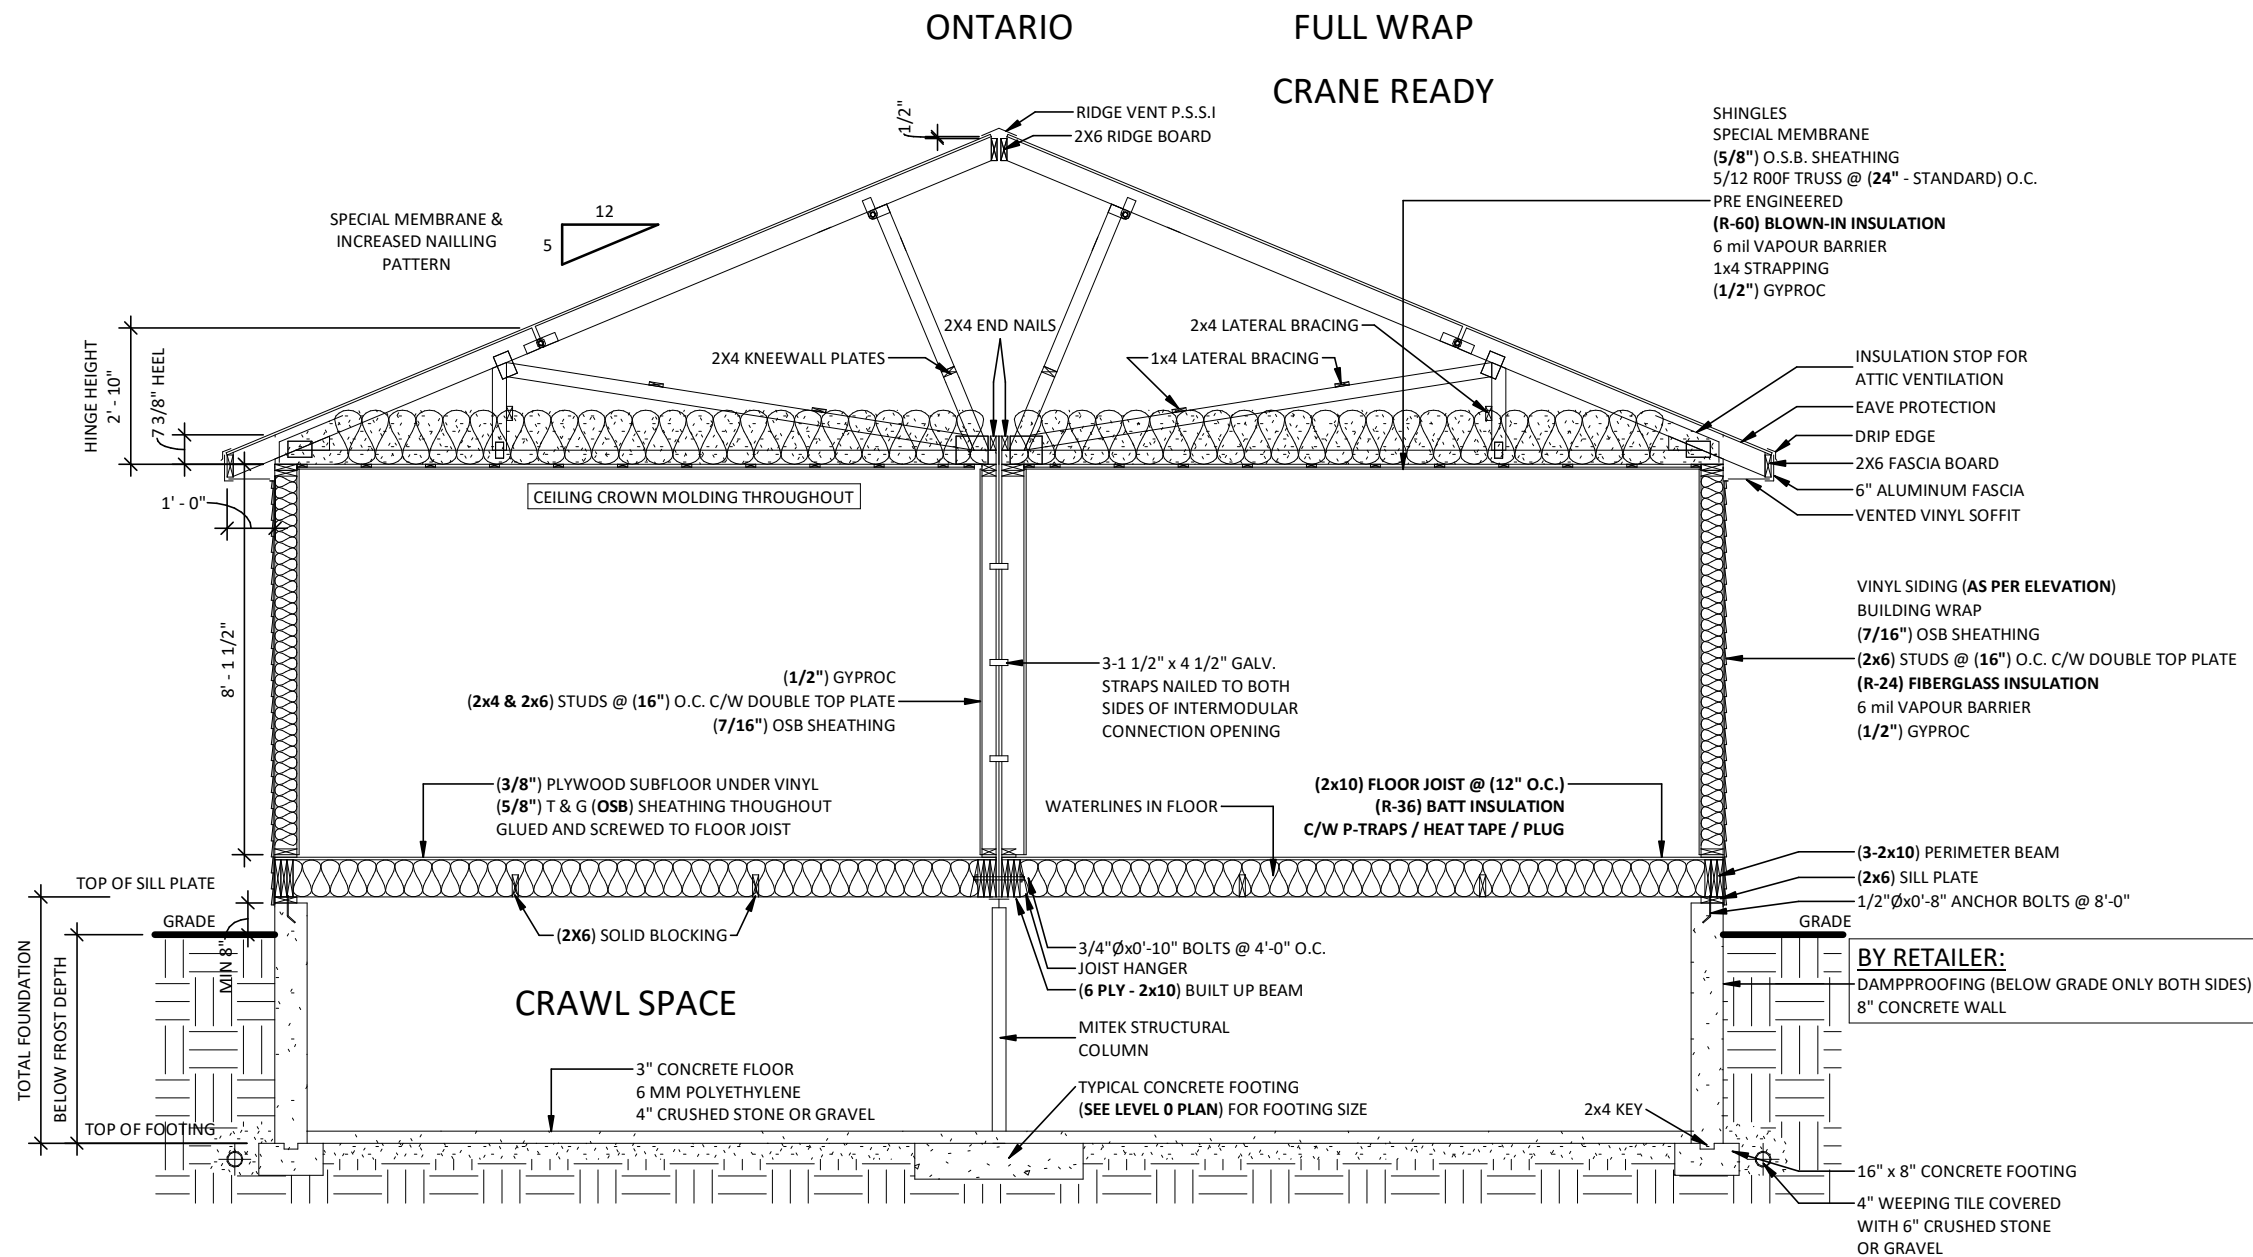 ONTARIO
FULL WRAP
CRANE READY
1/2"
RIDGE VENT P.S.S.I
2X6 RIDGE BOARD
SHINGLES
SPECIAL MEMBRANE
(5/8") O.S.B. SHEATHING
5/12 R00F TRUSS @ (24" - STANDARD) O.C.
PRE ENGINEERED
(R-60) BLOWN-IN INSULATION
6 mil VAPOUR BARRIER
1x4 STRAPPING
(1/2") GYPROC
SPECIAL MEMBRANE &
INCREASED NAILLING
PATTERN
12
5
HINGE HEIGHT
2' - 10"
7 3/8" HEEL
2X4 END NAILS
2X4 KNEEWALL PLATES
2x4 LATERAL BRACING
1x4 LATERAL BRACING
INSULATION STOP FOR
ATTIC VENTILATION
EAVE PROTECTION
DRIP EDGE
2X6 FASCIA BOARD
6" ALUMINUM FASCIA
VENTED VINYL SOFFIT
1' - 0"
CEILING CROWN MOLDING THROUGHOUT
8' - 1 1/2"
VINYL SIDING (AS PER ELEVATION)
BUILDING WRAP
(7/16") OSB SHEATHING
(2x6) STUDS @ (16") O.C. C/W DOUBLE TOP PLATE
(R-24) FIBERGLASS INSULATION
6 mil VAPOUR BARRIER
(1/2") GYPROC
(1/2") GYPROC
(2x4 & 2x6) STUDS @ (16") O.C. C/W DOUBLE TOP PLATE
(7/16") OSB SHEATHING
3-1 1/2" x 4 1/2" GALV.
STRAPS NAILED TO BOTH
SIDES OF INTERMODULAR
CONNECTION OPENING
(3/8") PLYWOOD SUBFLOOR UNDER VINYL
(5/8") T & G (OSB) SHEATHING THOUGHOUT
GLUED AND SCREWED TO FLOOR JOIST
WATERLINES IN FLOOR
(2x10) FLOOR JOIST @ (12" O.C.)
(R-36) BATT INSULATION
C/W P-TRAPS / HEAT TAPE / PLUG
(3-2x10) PERIMETER BEAM
(2x6) SILL PLATE
1/2"Øx0'-8" ANCHOR BOLTS @ 8'-0"
TOP OF SILL PLATE
GRADE
MIN 8"
TOTAL FOUNDATION
BELOW FROST DEPTH
(2X6) SOLID BLOCKING
3/4"Øx0'-10" BOLTS @ 4'-0" O.C.
JOIST HANGER
(6 PLY - 2x10) BUILT UP BEAM
GRADE
BY RETAILER:
DAMPPROOFING (BELOW GRADE ONLY BOTH SIDES)
8" CONCRETE WALL
CRAWL SPACE
MITEK STRUCTURAL
COLUMN
3" CONCRETE FLOOR
6 MM POLYETHYLENE
4" CRUSHED STONE OR GRAVEL
TYPICAL CONCRETE FOOTING
(SEE LEVEL 0 PLAN) FOR FOOTING SIZE
2x4 KEY
TOP OF FOOTING
16" x 8" CONCRETE FOOTING
4" WEEPING TILE COVERED
WITH 6" CRUSHED STONE
OR GRAVEL